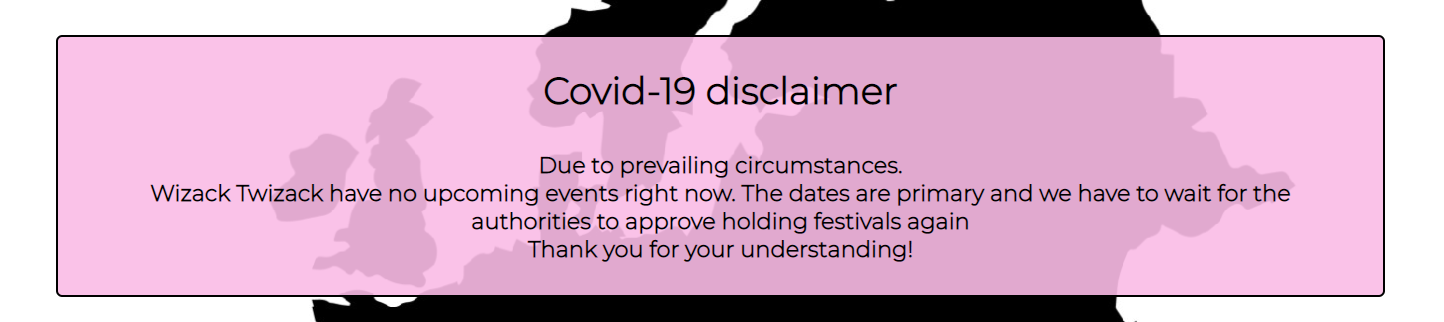 Covid-19 disclaimer
Due to prevailing circumstances.
Wizack Twizack have no upcoming events right now. The dates are primary and we have to wait for the
authorities to approve holding festivals again
Thank you for your understanding!